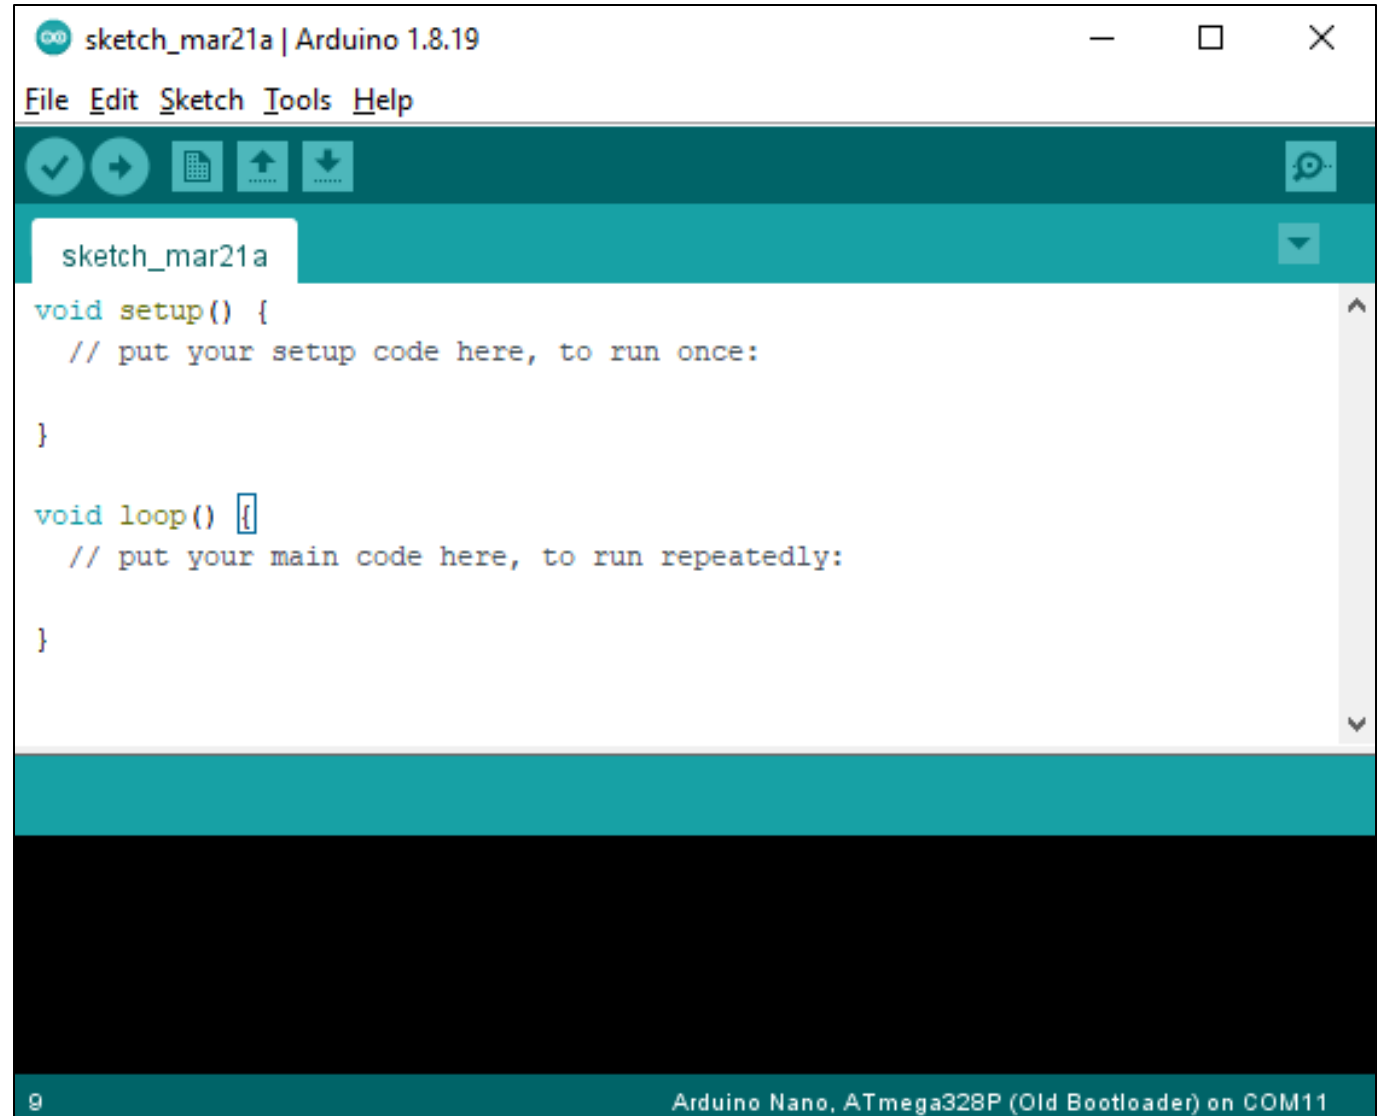 sketch_mar21a | Arduino 1.8.19
File Edit Sketch Tools Help
sketch_mar21a
void setup() {
  // put your setup code here, to run once:
}
void loop() {
  // put your main code here, to run repeatedly:
}
9 Arduino Nano, ATmega328P (Old Bootloader) on COM11